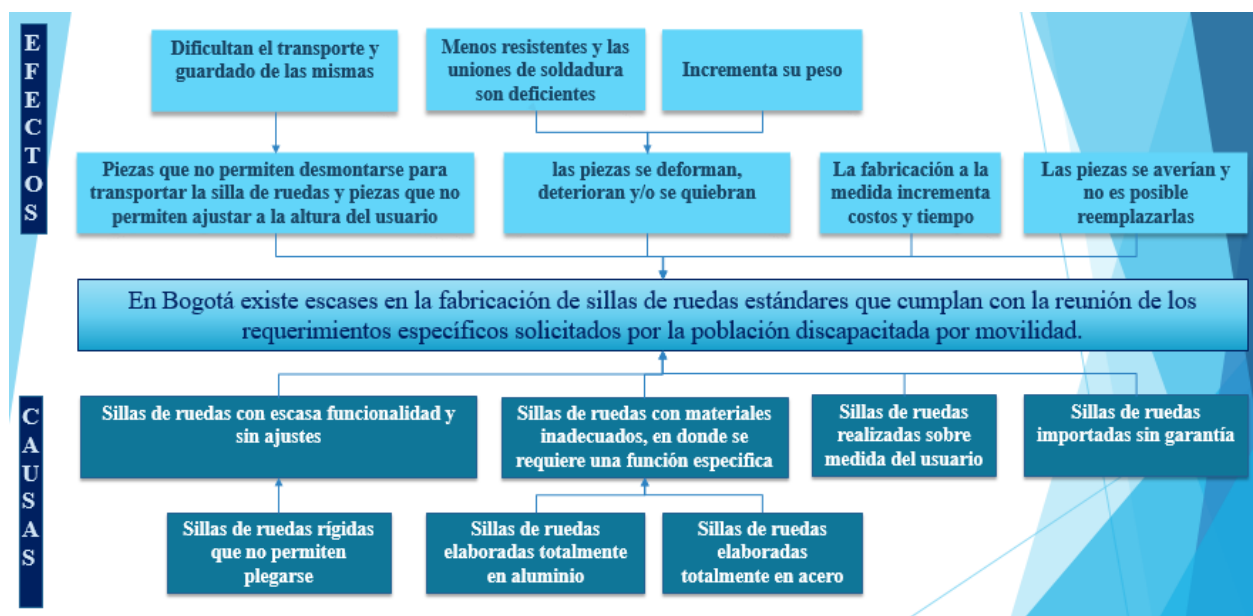 EFECTOS
Dificultan el transporte y
guardado de las mismas
Menos resistentes y las
uniones de soldadura
son deficientes
Incrementa su peso
Piezas que no permiten desmontarse para
transportar la silla de ruedas y piezas que no
permiten ajustar a la altura del usuario
las piezas se deforman,
deterioran y/o se quiebran
La fabricación a la
medida incrementa
costos y tiempo
Las piezas se averían y
no es posible
reemplazarlas
En Bogotá existe escases en la fabricación de sillas de ruedas estándares que cumplan con la reunión de los
requerimientos específicos solicitados por la población discapacitada por movilidad.
CAUSAS
Sillas de ruedas con escasa funcionalidad y
sin ajustes
Sillas de ruedas con materiales
inadecuados, en donde se
requiere una función especifica
Sillas de ruedas
realizadas sobre
medida del usuario
Sillas de ruedas
importadas sin garantía
Sillas de ruedas rígidas
que no permiten
plegarse
Sillas de ruedas
elaboradas totalmente
en aluminio
Sillas de ruedas
elaboradas
totalmente en acero